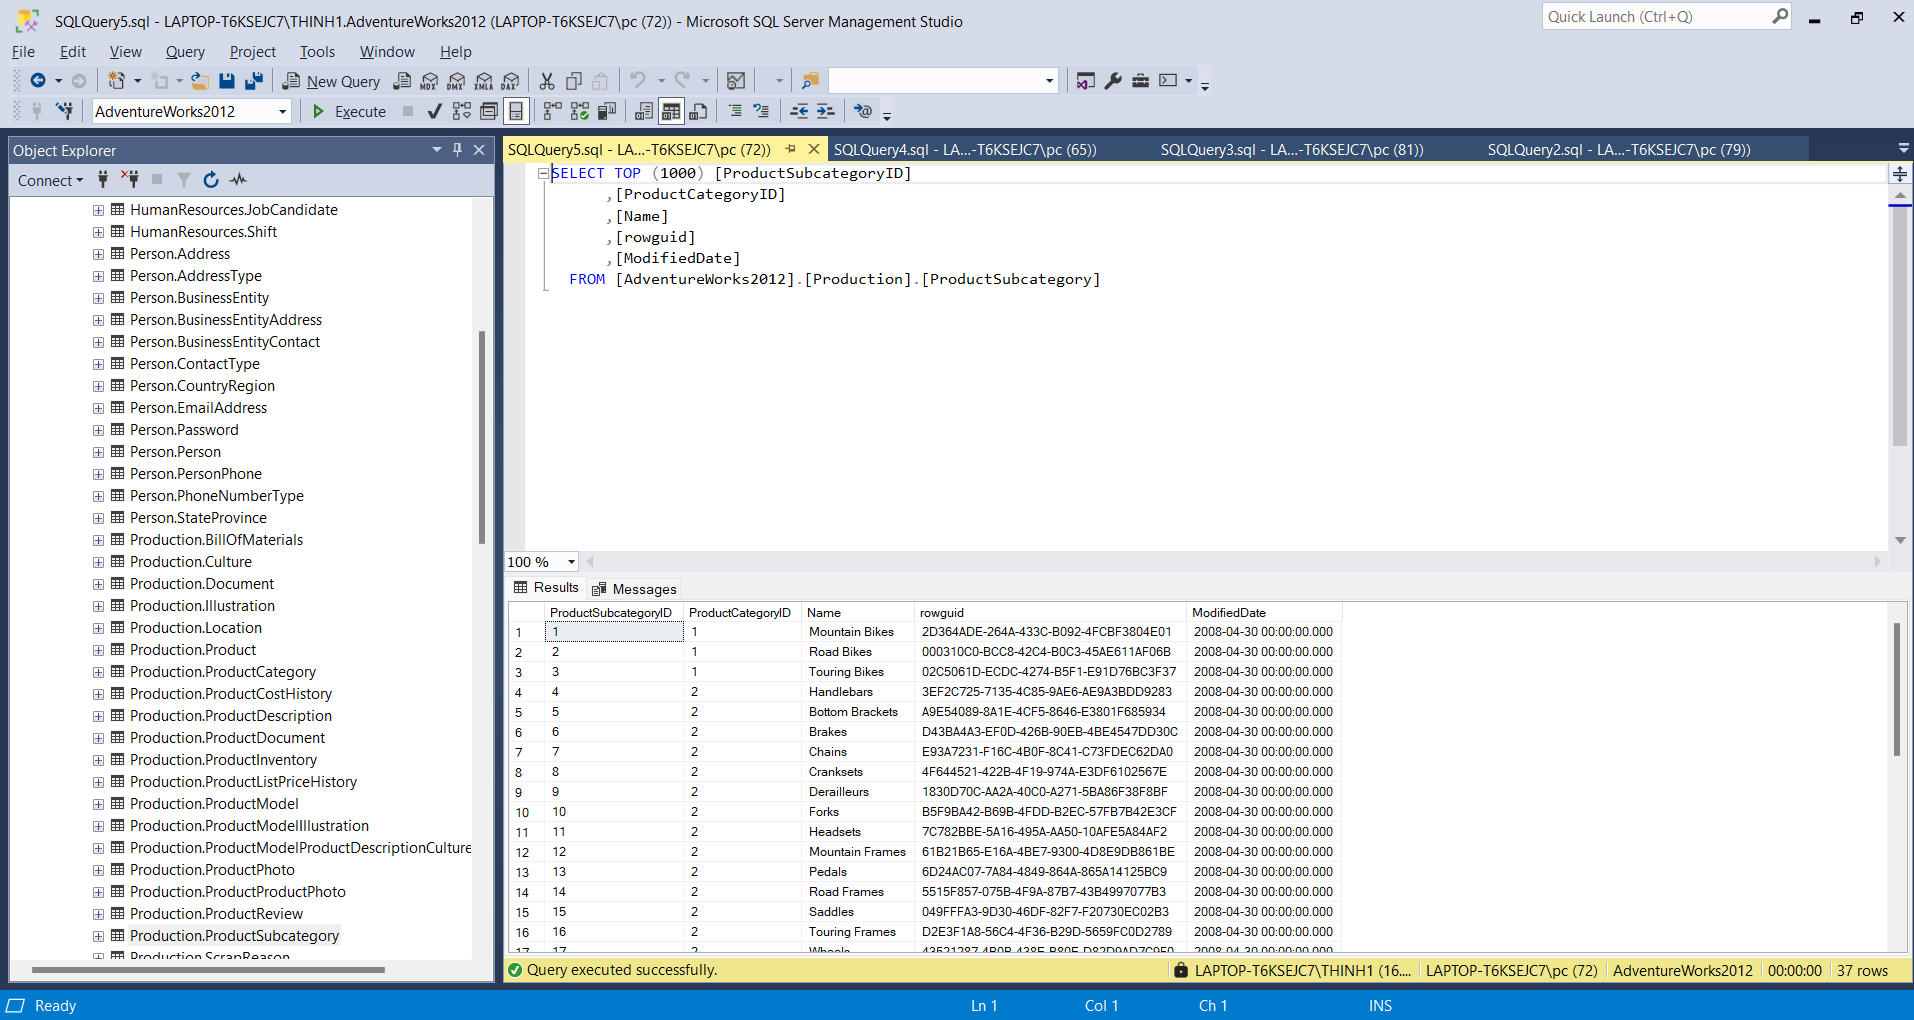 SQLQuery5.sql - LAPTOP-T6KSEJC7\THINH1.AdventureWorks2012 (LAPTOP-T6KSEJC7\pc (72)) - Microsoft SQL Server Management Studio
Quick Launch (Ctrl+Q)
File Edit View Query Project Tools Window Help
New Query MDX DMX XMLA DAX
AdventureWorks2012 Execute
Object Explorer
Connect
HumanResources.JobCandidate
HumanResources.Shift
Person.Address
Person.AddressType
Person.BusinessEntity
Person.BusinessEntityAddress
Person.BusinessEntityContact
Person.ContactType
Person.CountryRegion
Person.EmailAddress
Person.Password
Person.Person
Person.PersonPhone
Person.PhoneNumberType
Person.StateProvince
Production.BillOfMaterials
Production.Culture
Production.Document
Production.Illustration
Production.Location
Production.Product
Production.ProductCategory
Production.ProductCostHistory
Production.ProductDescription
Production.ProductDocument
Production.ProductInventory
Production.ProductListPriceHistory
Production.ProductModel
Production.ProductModelIllustration
Production.ProductModelProductDescriptionCulture
Production.ProductPhoto
Production.ProductProductPhoto
Production.ProductReview
Production.ProductSubcategory
Production.ScrapReason
SQLQuery5.sql - LA...-T6KSEJC7\pc (72)) SQLQuery4.sql - LA...-T6KSEJC7\pc (65)) SQLQuery3.sql - LA...-T6KSEJC7\pc (81)) SQLQuery2.sql - LA...-T6KSEJC7\pc (79))
SELECT TOP (1000) [ProductSubcategoryID]
,[ProductCategoryID]
,[Name]
,[rowguid]
,[ModifiedDate]
FROM [AdventureWorks2012].[Production].[ProductSubcategory]
100 %
Results Messages
ProductSubcategoryID ProductCategoryID Name rowguid ModifiedDate
1 1 1 Mountain Bikes 2D364ADE-264A-433C-B092-4FCBF3804E01 2008-04-30 00:00:00.000
2 2 1 Road Bikes 000310C0-BCC8-42C4-B0C3-45AE611AF06B 2008-04-30 00:00:00.000
3 3 1 Touring Bikes 02C5061D-ECDC-4274-B5F1-E91D76BC3F37 2008-04-30 00:00:00.000
4 4 2 Handlebars 3EF2C725-7135-4C85-9AE6-AE9A3BDD9283 2008-04-30 00:00:00.000
5 5 2 Bottom Brackets A9E54089-8A1E-4CF5-8646-E3801F685934 2008-04-30 00:00:00.000
6 6 2 Brakes D43BA4A3-EF0D-426B-90EB-4BE4547DD30C 2008-04-30 00:00:00.000
7 7 2 Chains E93A7231-F16C-4B0F-8C41-C73FDEC62DA0 2008-04-30 00:00:00.000
8 8 2 Cranksets 4F644521-422B-4F19-974A-E3DF6102567E 2008-04-30 00:00:00.000
9 9 2 Derailleurs 1830D70C-AA2A-40C0-A271-5BA86F38F8BF 2008-04-30 00:00:00.000
10 10 2 Forks B5F9BA42-B69B-4FDD-B2EC-57FB7B42E3CF 2008-04-30 00:00:00.000
11 11 2 Headsets 7C782BBE-5A16-495A-AA50-10AFE5A84AF2 2008-04-30 00:00:00.000
12 12 2 Mountain Frames 61B21B65-E16A-4BE7-9300-4D8E9DB861BE 2008-04-30 00:00:00.000
13 13 2 Pedals 6D24AC07-7A84-4849-864A-865A14125BC9 2008-04-30 00:00:00.000
14 14 2 Road Frames 5515F857-075B-4F9A-87B7-43B4997077B3 2008-04-30 00:00:00.000
15 15 2 Saddles 049FFFA3-9D30-46DF-82F7-F20730EC02B3 2008-04-30 00:00:00.000
16 16 2 Touring Frames D2E3F1A8-56C4-4F36-B29D-5659FC0D2789 2008-04-30 00:00:00.000
17 17 2 Wheels 43521287-4B0B-438E-B80E-D82D9AD7C9F0 2008-04-30 00:00:00.000
Query executed successfully. LAPTOP-T6KSEJC7\THINH1 (16.... LAPTOP-T6KSEJC7\pc (72) AdventureWorks2012 00:00:00 37 rows
Ready Ln 1 Col 1 Ch 1 INS